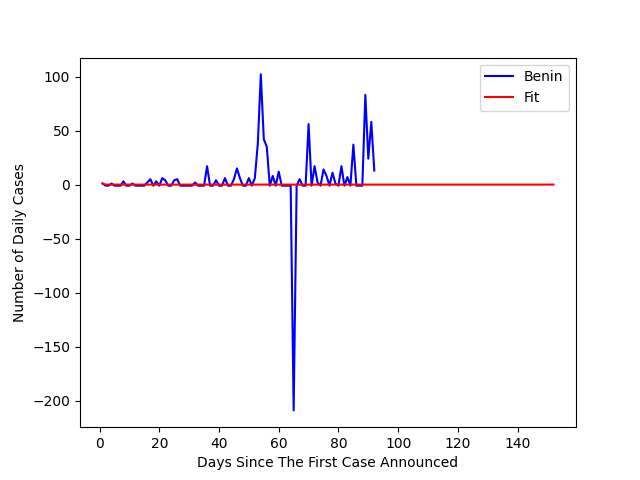 Benin
Fit
100
50
0
−50
−100
−150
−200
Number of Daily Cases
0 20 40 60 80 100 120 140
Days Since The First Case Announced